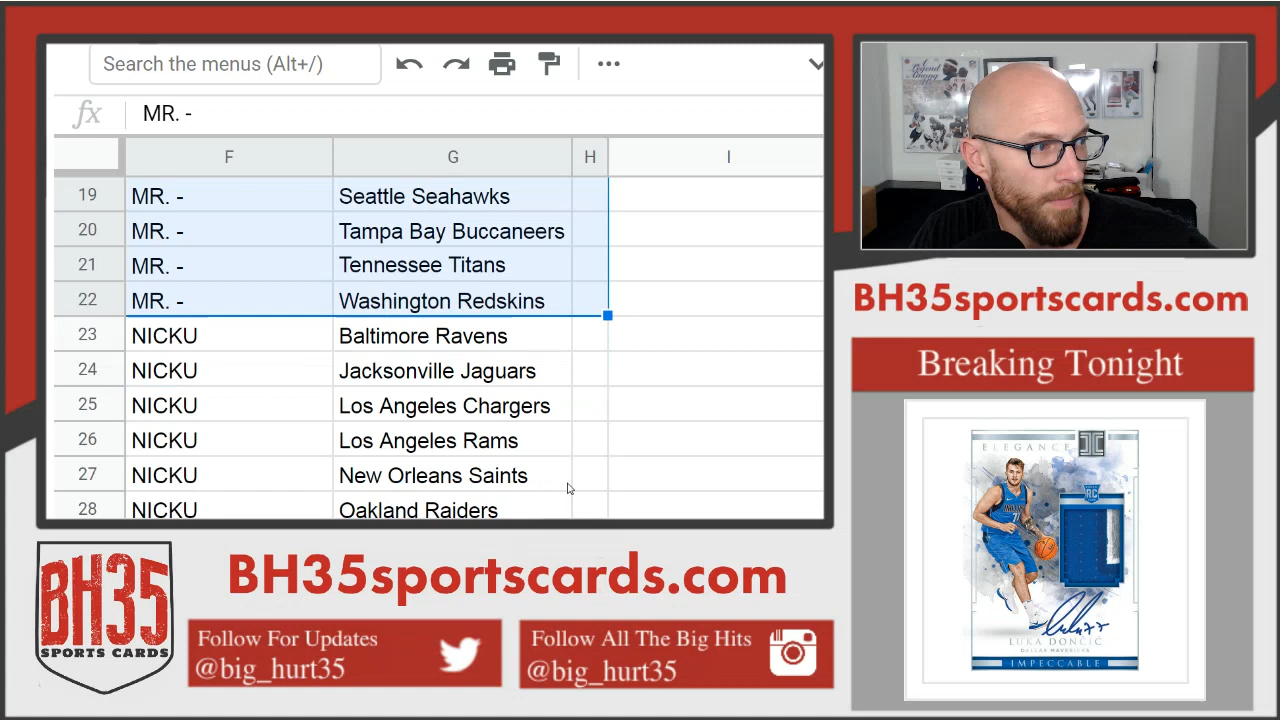 Search the menus (Alt+/)
fx MR. -
F G H I
19 MR. - Seattle Seahawks
20 MR. - Tampa Bay Buccaneers
21 MR. - Tennessee Titans
22 MR. - Washington Redskins
23 NICKU Baltimore Ravens
24 NICKU Jacksonville Jaguars
25 NICKU Los Angeles Chargers
26 NICKU Los Angeles Rams
27 NICKU New Orleans Saints
28 NICKU Oakland Raiders
BH35sportscards.com
Breaking Tonight
ELEGANCE
RC
LUKA DONČIĆ
DALLAS MAVERICKS
IMPECCABLE
BH35
SPORTS CARDS
BH35sportscards.com
Follow For Updates
@big_hurt35
Follow All The Big Hits
@big_hurt35